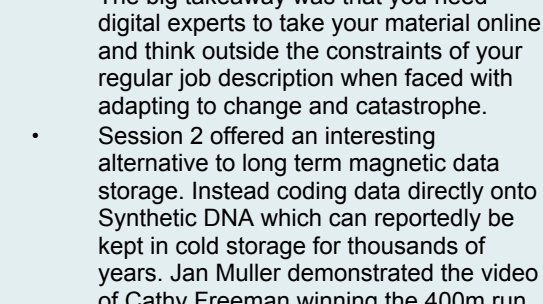 The big takeaway was that you need
digital experts to take your material online
and think outside the constraints of your
regular job description when faced with
adapting to change and catastrophe.
• Session 2 offered an interesting
alternative to long term magnetic data
storage. Instead coding data directly onto
Synthetic DNA which can reportedly be
kept in cold storage for thousands of
years. Jan Muller demonstrated the video
of Cathy Freeman winning the 400m run